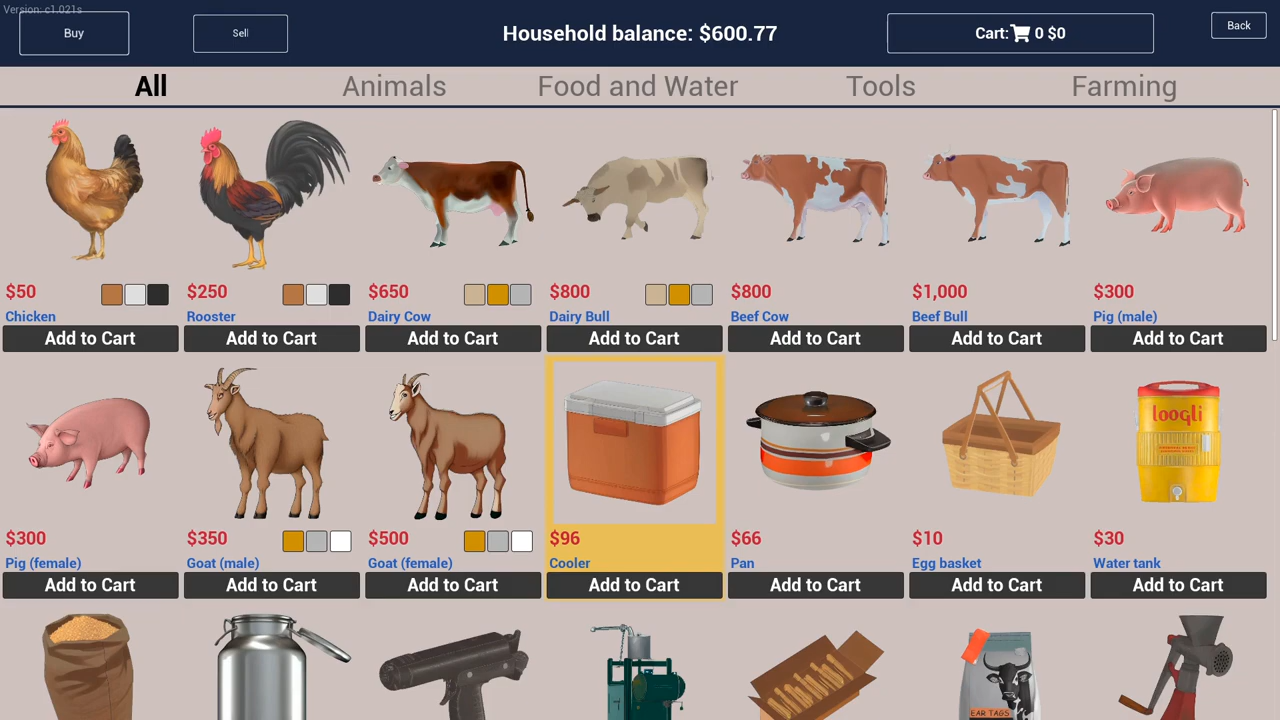 Version: c1.021s
Buy
Sell
Household balance: $600.77
Cart: 0 $0
Back
All
Animals
Food and Water
Tools
Farming
$50
$250
$650
$800
$800
$1,000
$300
Chicken
Rooster
Dairy Cow
Dairy Bull
Beef Cow
Beef Bull
Pig (male)
Add to Cart
Add to Cart
Add to Cart
Add to Cart
Add to Cart
Add to Cart
Add to Cart
loogli
$300
$350
$500
$96
$66
$10
$30
Pig (female)
Goat (male)
Goat (female)
Cooler
Pan
Egg basket
Water tank
Add to Cart
Add to Cart
Add to Cart
Add to Cart
Add to Cart
Add to Cart
Add to Cart
EAR TAGS